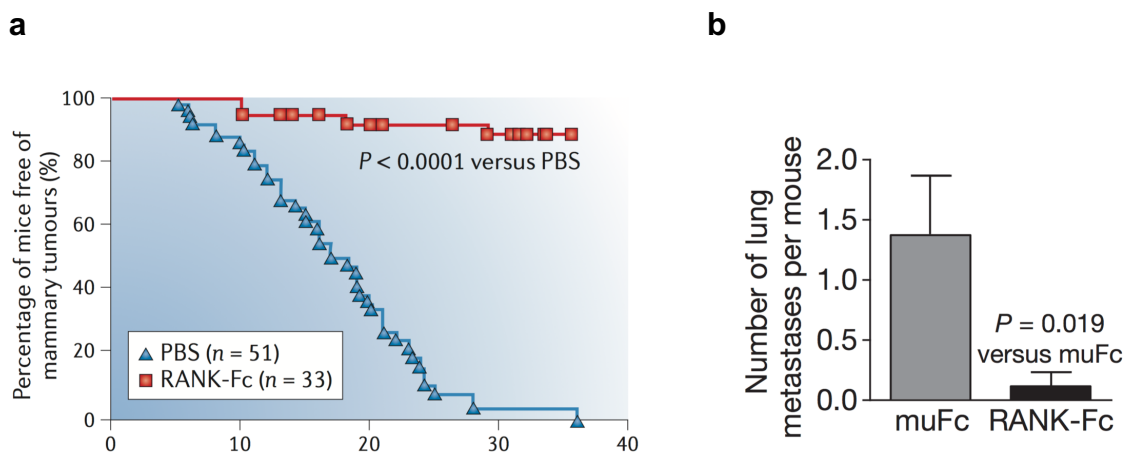 a
Percentage of mice free of
mammary tumours (%)
100
80
60
40
20
0
P < 0.0001 versus PBS
PBS (n = 51)
RANK-Fc (n = 33)
0 10 20 30 40
b
Number of lung
metastases per mouse
2.0
1.5
1.0
0.5
0.0
P = 0.019
versus muFc
muFc RANK-Fc